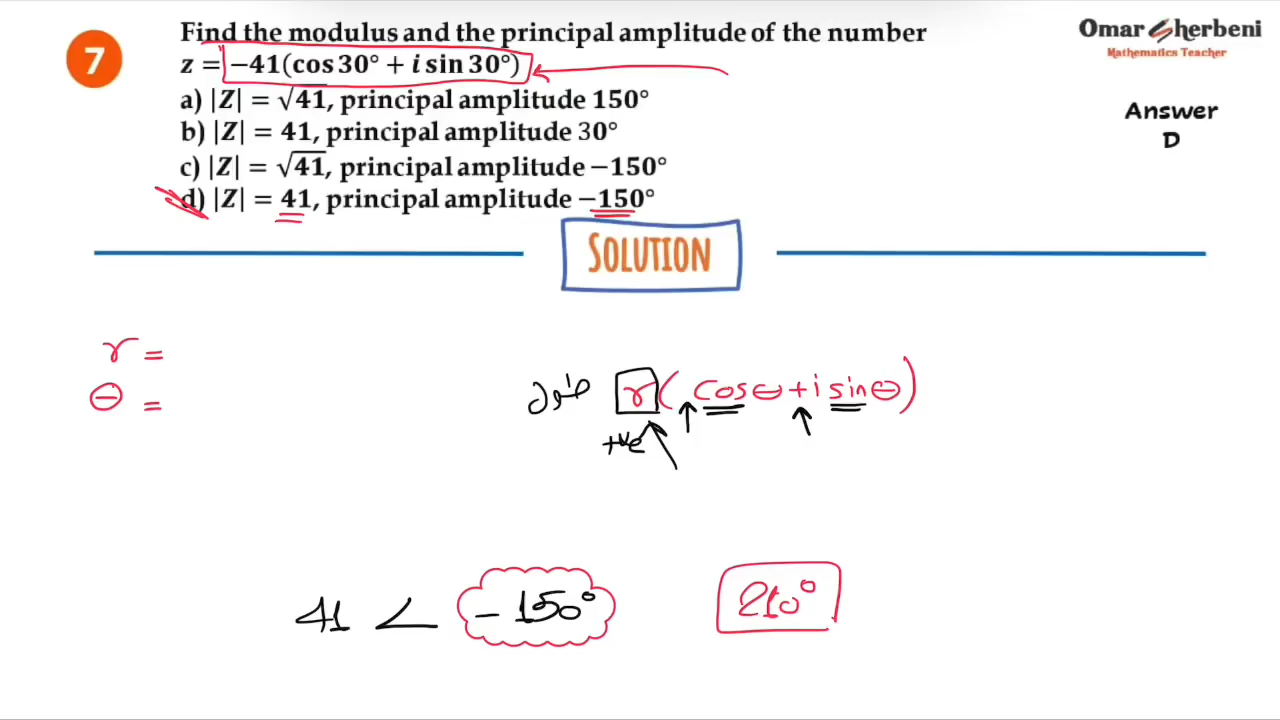 Find the modulus and the principal amplitude of the number
7
z = −41(cos 30° + i sin 30°)
a) |Z| = √41, principal amplitude 150°
b) |Z| = 41, principal amplitude 30°
c) |Z| = √41, principal amplitude −150°
d) |Z| = 41, principal amplitude −150°
Omar Sherbeni
Mathematics Teacher
Answer
D
SOLUTION
r =
θ =
طول r( cosθ + i sinθ)
+ve
41 ∠ −150°
210°